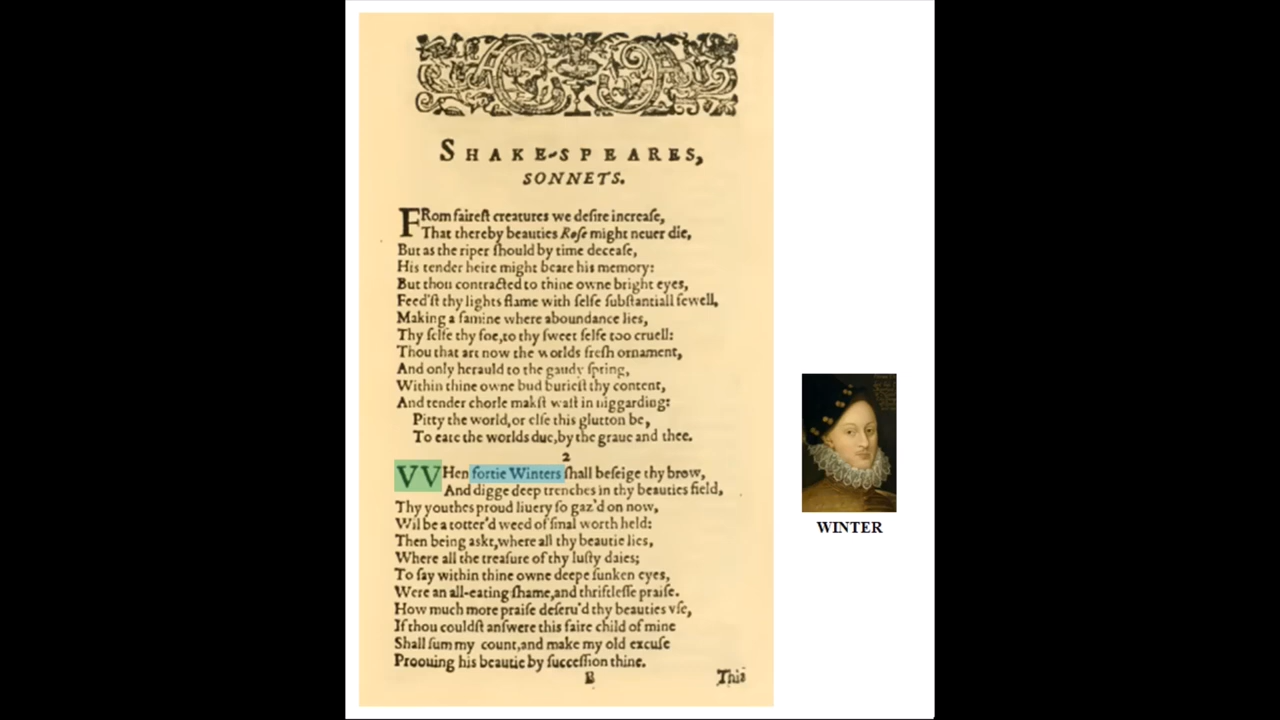 SHAKE-SPEARES,
SONNETS.
FRom faireſt creatures we deſire increaſe,
That thereby beauties Roſe might neuer die,
But as the riper ſhould by time deceaſe,
His tender heire might beare his memory:
But thou contracted to thine owne bright eyes,
Feed'ſt thy lights flame with ſelfe ſubſtantiall fewell,
Making a famine where aboundance lies,
Thy ſelfe thy foe,to thy ſweet ſelfe too cruell:
Thou that art now the worlds freſh ornament,
And only herauld to the gaudy ſpring,
Within thine owne bud burieſt thy content,
And tender chorle makſt waſt in niggarding:
Pitty the world,or elſe this glutton be,
To eate the worlds due,by the graue and thee.
2
VVHen fortie Winters ſhall beſeige thy brow,
And digge deep trenches in thy beauties field,
Thy youthes proud liuery ſo gaz'd on now,
Wil be a totter'd weed of ſmal worth held:
Then being askt,where all thy beautie lies,
Where all the treaſure of thy luſty daies;
To ſay within thine owne deepe ſunken eyes,
Were an all-eating ſhame,and thriftleſſe praiſe.
How much more praiſe deſeru'd thy beauties vſe,
If thou couldſt anſwere this faire child of mine
Shall ſum my count,and make my old excuſe
Proouing his beautie by ſucceſſion thine.
B This
WINTER